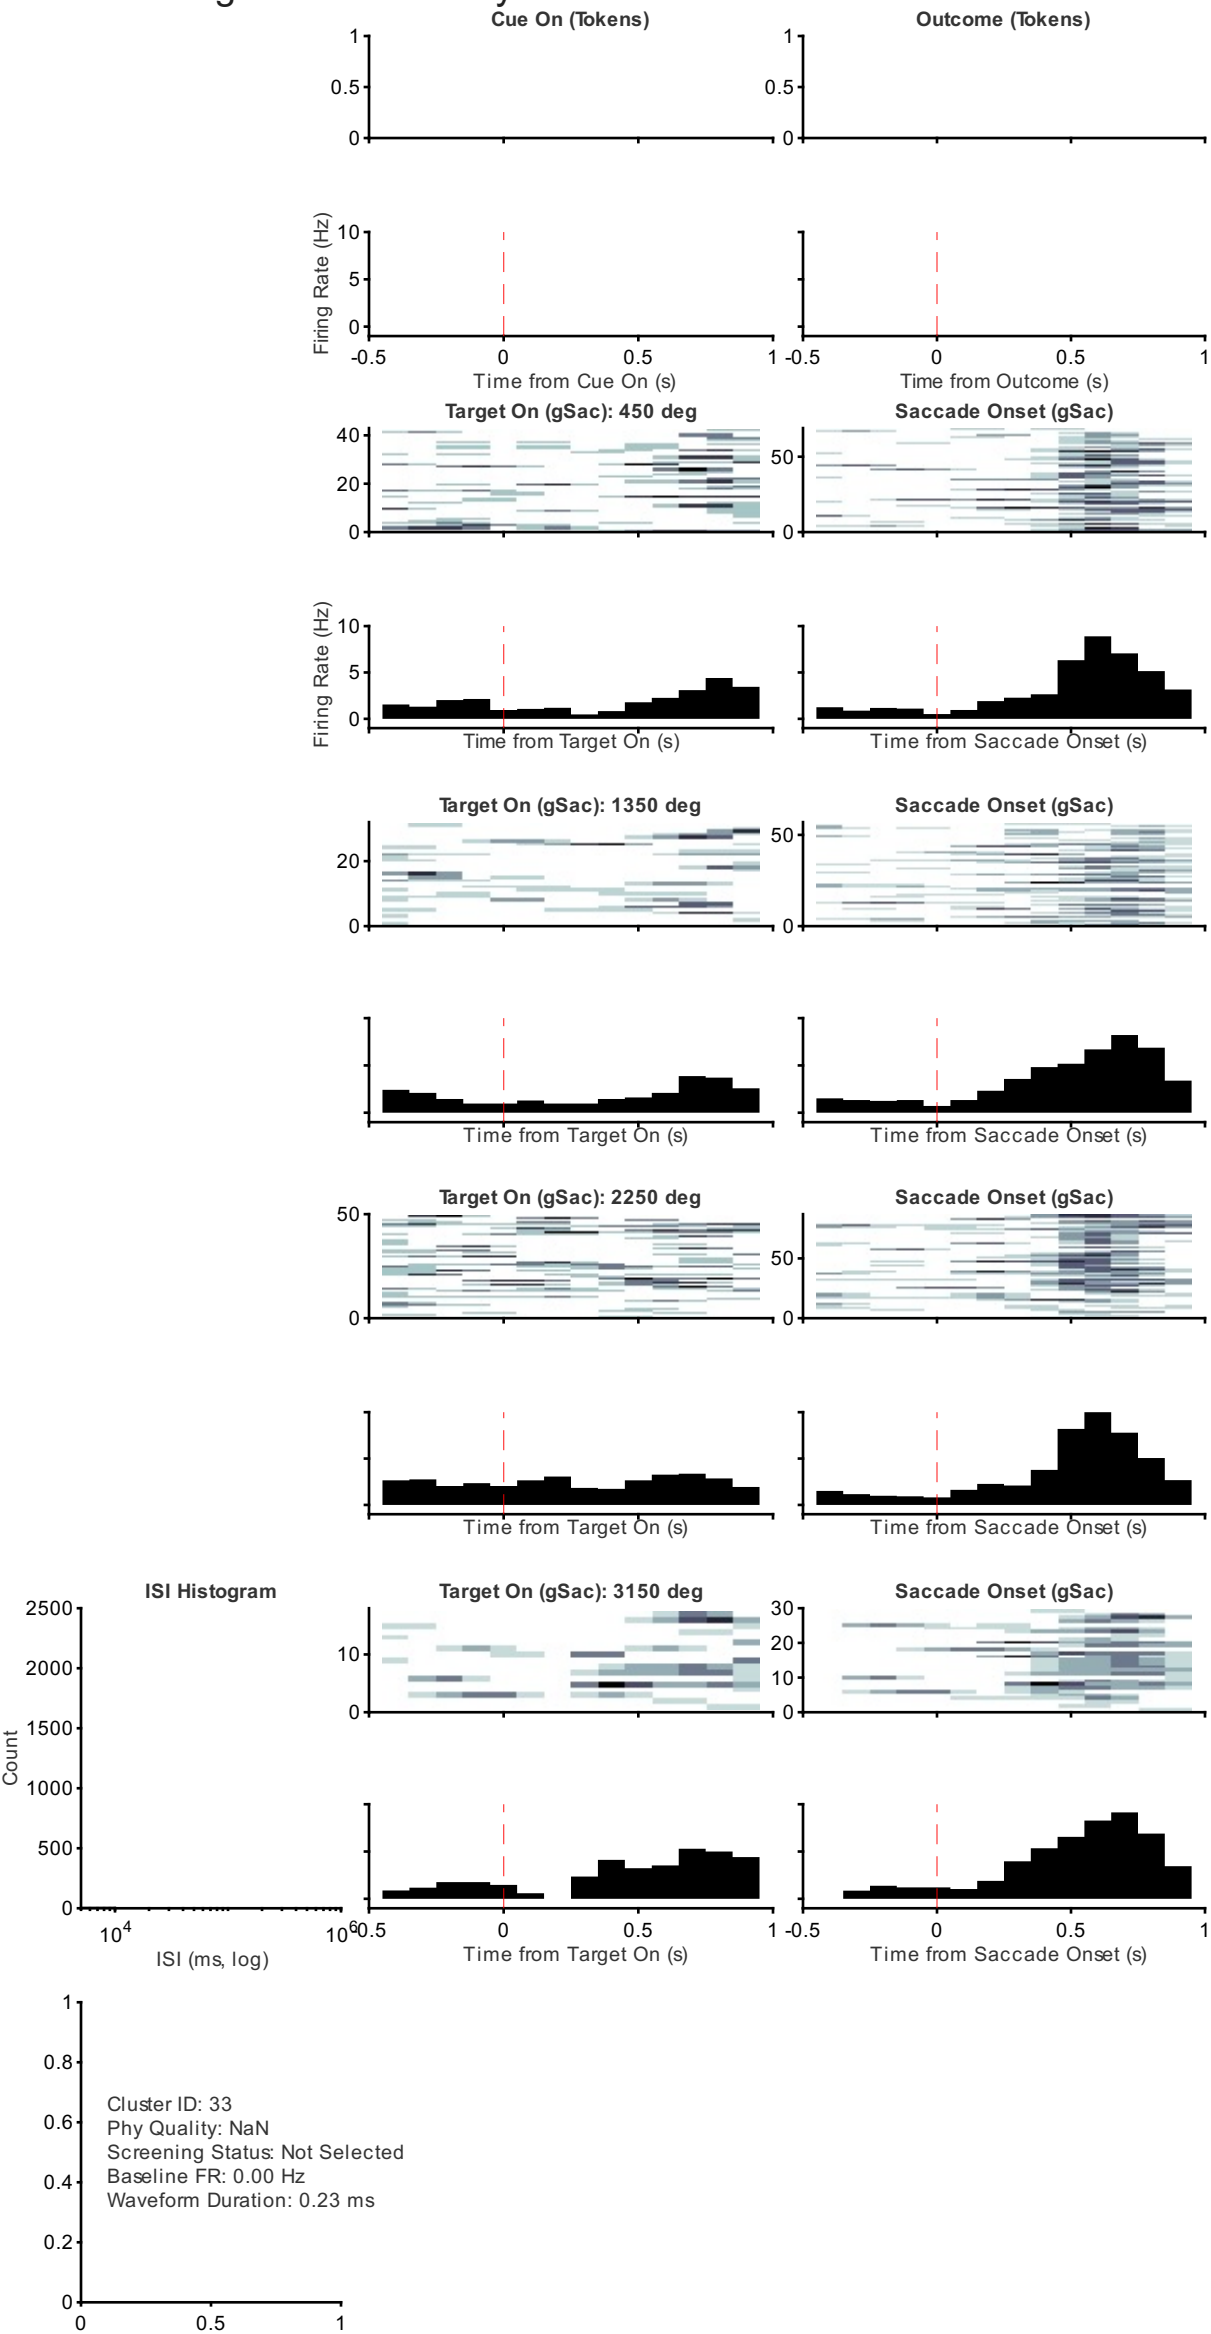 Cue On (Tokens)
Outcome (Tokens)
1
0.5
0
1
0.5
0
Firing Rate (Hz)
10
5
0
-0.5 0 0.5 1
-0.5 0 0.5 1
Time from Cue On (s)
Time from Outcome (s)
Target On (gSac): 450 deg
Saccade Onset (gSac)
40
20
0
50
0
Firing Rate (Hz)
10
5
0
Time from Target On (s)
Time from Saccade Onset (s)
Target On (gSac): 1350 deg
Saccade Onset (gSac)
20
0
50
0
Time from Target On (s)
Time from Saccade Onset (s)
Target On (gSac): 2250 deg
Saccade Onset (gSac)
50
0
50
0
Time from Target On (s)
Time from Saccade Onset (s)
ISI Histogram
Target On (gSac): 3150 deg
Saccade Onset (gSac)
2500
2000
1500
1000
500
0
Count
10
0
30
20
10
0
10^4 10^6
ISI (ms, log)
-0.5 0 0.5 1
-0.5 0 0.5 1
Time from Target On (s)
Time from Saccade Onset (s)
1
0.8
0.6
0.4
0.2
0
Cluster ID: 33
Phy Quality: NaN
Screening Status: Not Selected
Baseline FR: 0.00 Hz
Waveform Duration: 0.23 ms
0 0.5 1